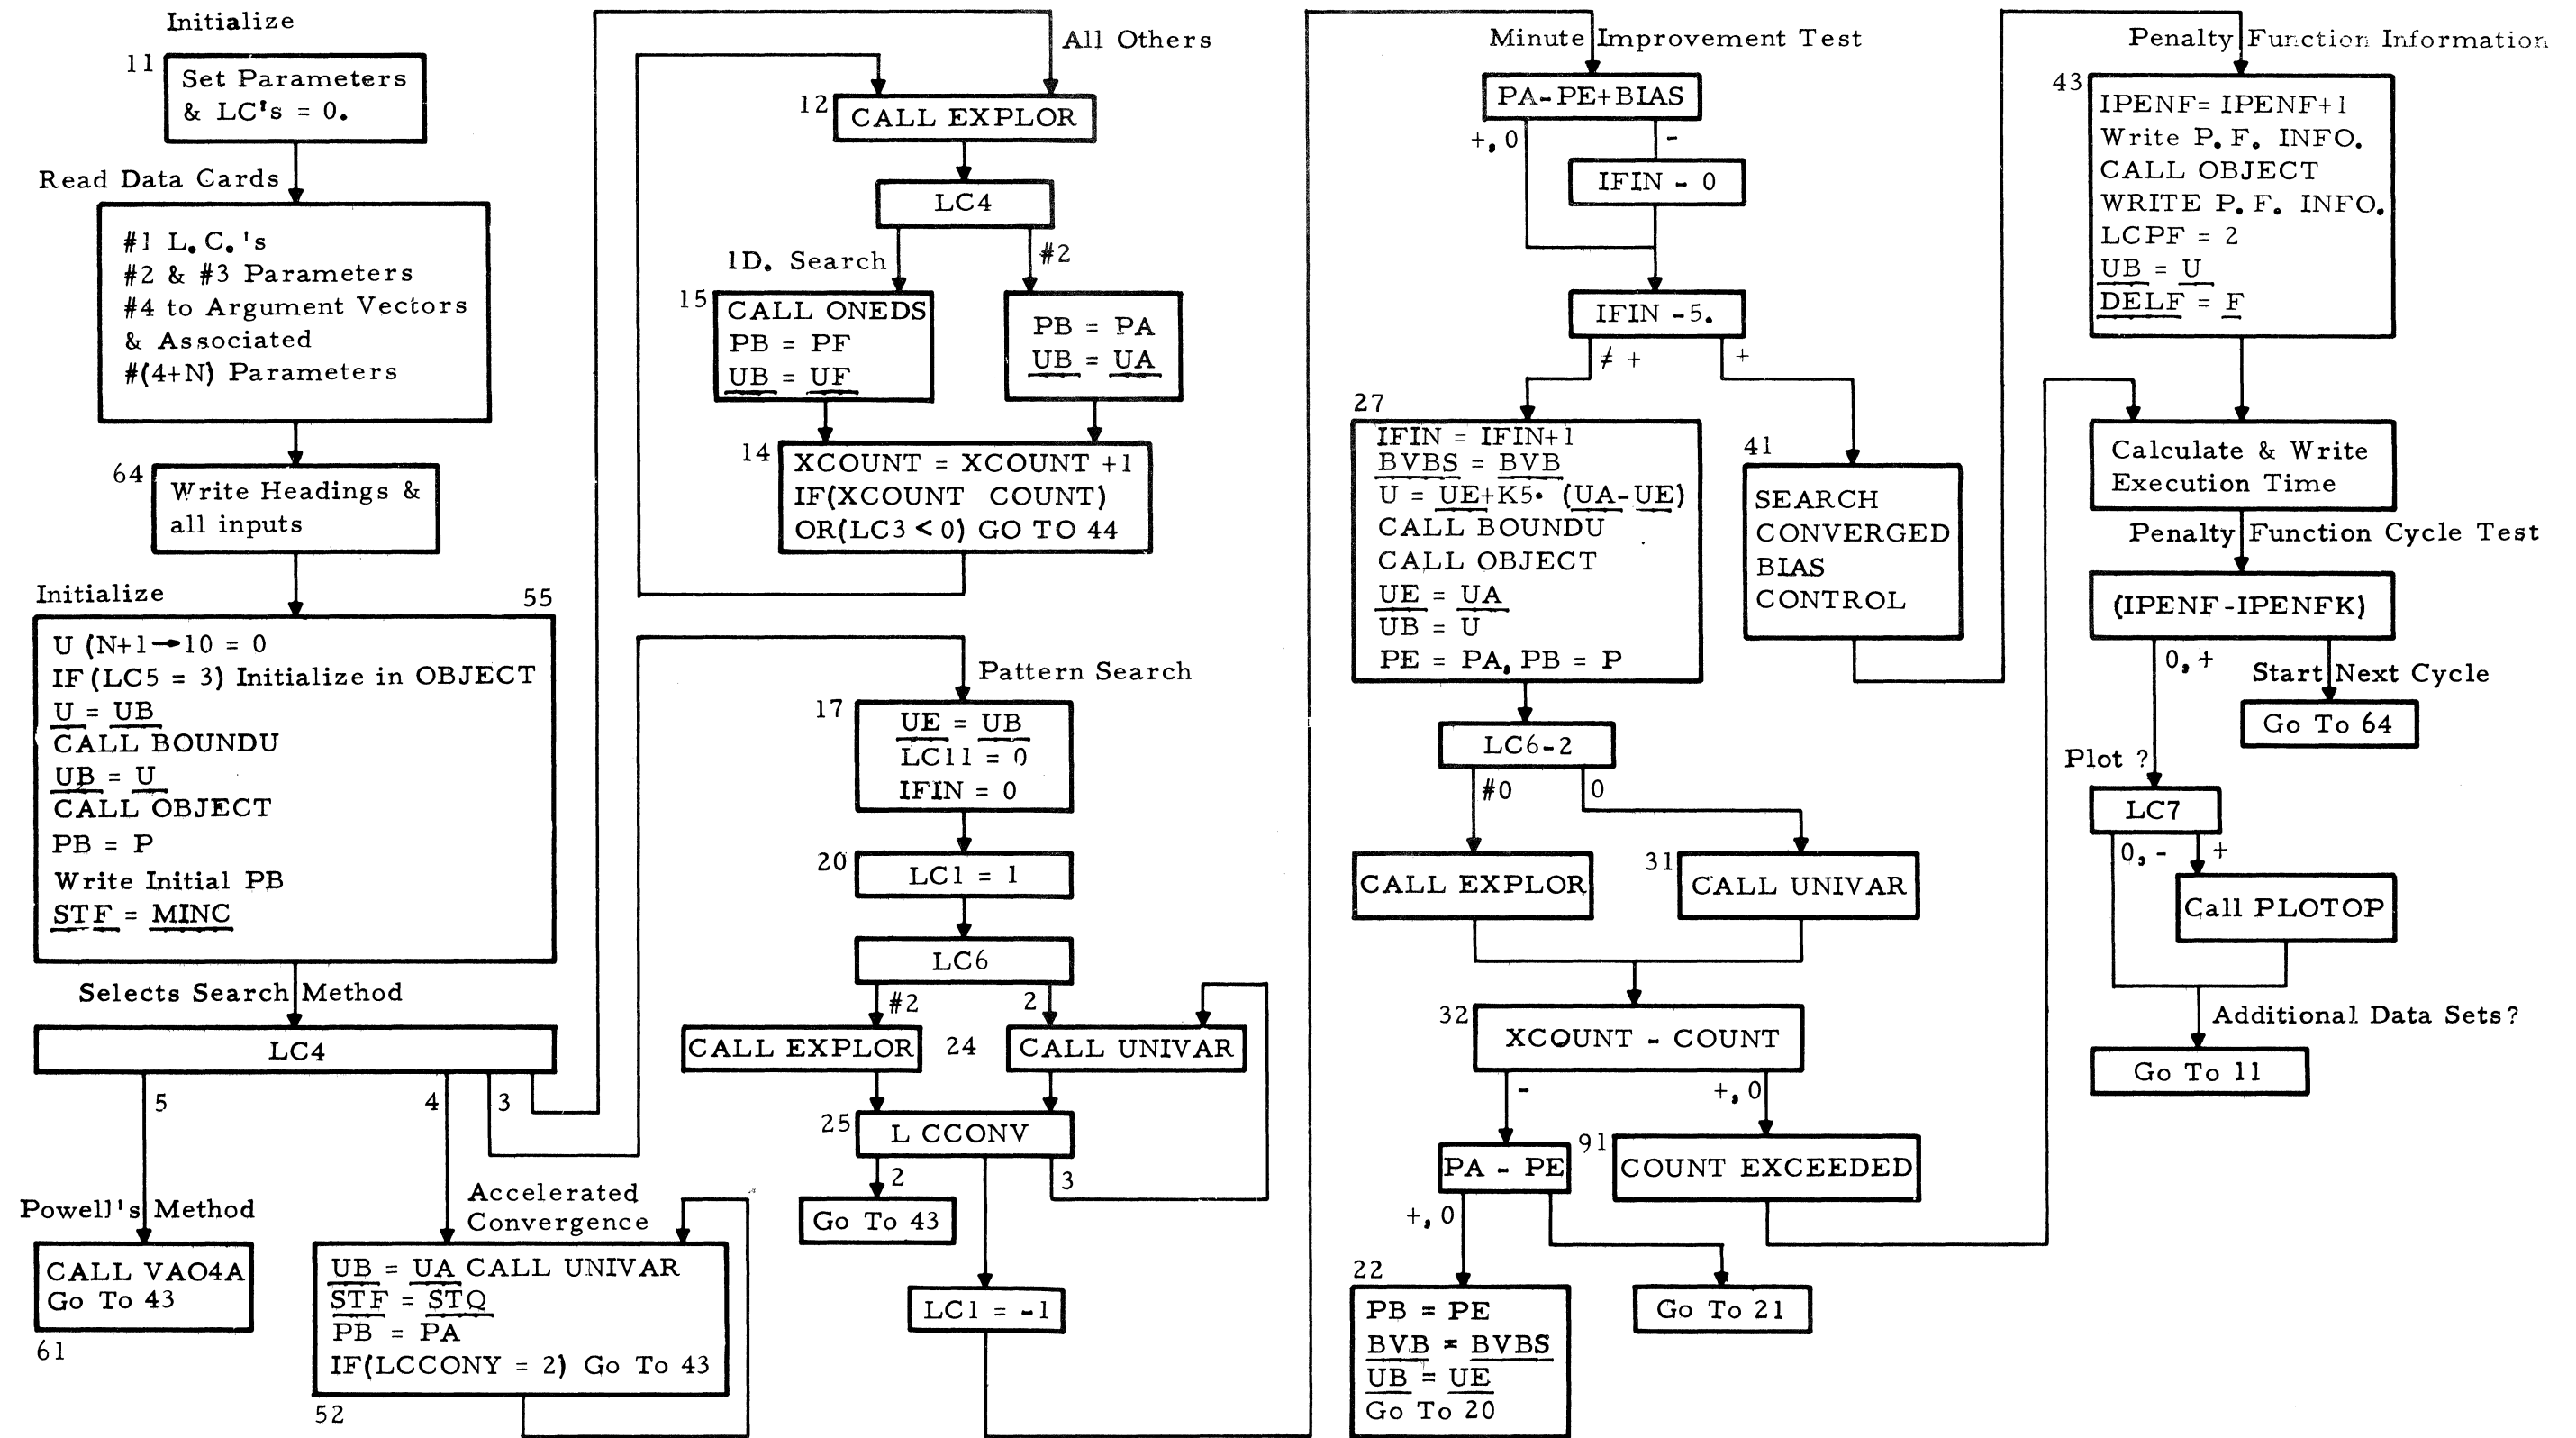 Initialize
11
Set Parameters
& LC's = 0.
Read Data Cards
#1 L.C.'s
#2 & #3 Parameters
#4 to Argument Vectors
& Associated
#(4+N) Parameters
64
Write Headings &
all inputs
Initialize
55
U (N+1→10 = 0
IF(LC5 = 3) Initialize in OBJECT
U = UB
CALL BOUNDU
UB = U
CALL OBJECT
PB = P
Write Initial PB
STF = MINC
Selects Search Method
LC4
5
4
3
Powell's Method
CALL VAO4A
Go To 43
61
Accelerated
Convergence
UB = UA CALL UNIVAR
STF = STQ
PB = PA
IF(LCCONY = 2) Go To 43
52
All Others
12
CALL EXPLOR
LC4
1D. Search
#2
15
CALL ONEDS
PB = PF
UB = UF
PB = PA
UB = UA
14
XCOUNT = XCOUNT +1
IF(XCOUNT COUNT)
OR(LC3 < 0) GO TO 44
Pattern Search
17
UE = UB
LC11 = 0
IFIN = 0
20
LC1 = 1
LC6
#2
2
CALL EXPLOR
24
CALL UNIVAR
25
L CCONV
2
3
Go To 43
LC1 = -1
Minute Improvement Test
PA-PE+BIAS
+, 0
-
IFIN - 0
IFIN -5.
≠ +
+
27
IFIN = IFIN+1
BVBS = BVB
U = UE+K5· (UA-UE)
CALL BOUNDU
CALL OBJECT
UE = UA
UB = U
PE = PA, PB = P
41
SEARCH
CONVERGED
BIAS
CONTROL
LC6-2
#0
0
CALL EXPLOR
31
CALL UNIVAR
32
XCOUNT - COUNT
-
+, 0
PA - PE
91
COUNT EXCEEDED
+, 0
22
PB = PE
BVB = BVBS
UB = UE
Go To 20
Go To 21
Penalty Function Information
43
IPENF= IPENF+1
Write P. F. INFO.
CALL OBJECT
WRITE P. F. INFO.
LCPF = 2
UB = U
DELF = F
Calculate & Write
Execution Time
Penalty Function Cycle Test
(IPENF-IPENFK)
0, +
Start Next Cycle
Go To 64
Plot ?
LC7
0, -
+
Call PLOTOP
Additional Data Sets?
Go To 11